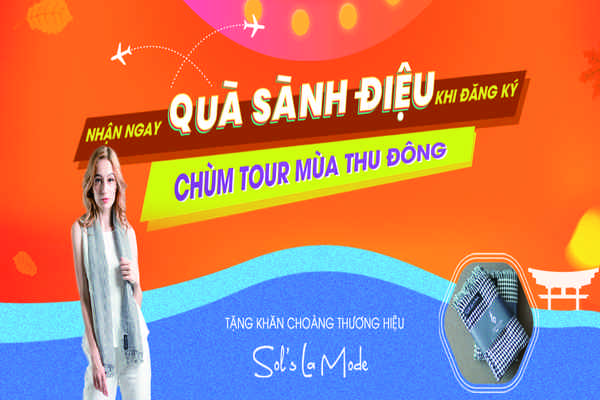 NHẬN NGAY QUÀ SÀNH ĐIỆU KHI ĐĂNG KÝ
CHÙM TOUR MÙA THU ĐÔNG
TẶNG KHĂN CHOÀNG THƯƠNG HIỆU
Sol's La Mode